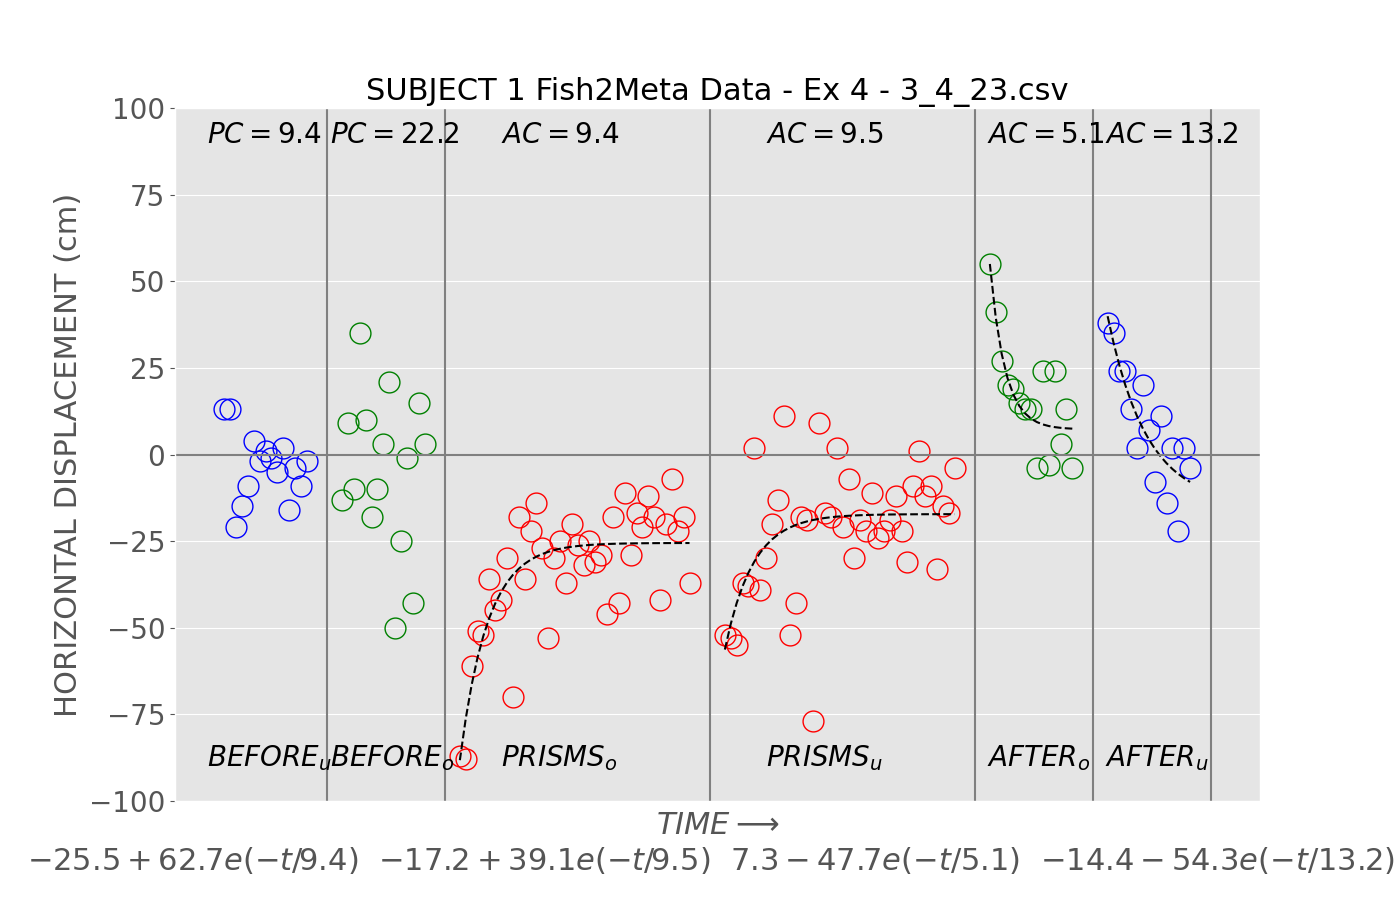 SUBJECT 1 Fish2Meta Data - Ex 4 - 3_4_23.csv
PC = 9.4 PC = 22.2 AC = 9.4 AC = 9.5 AC = 5.1 AC = 13.2
HORIZONTAL DISPLACEMENT (cm)
100
75
50
25
0
−25
−50
−75
−100
BEFOREu BEFOREo PRISMSo PRISMSu AFTERo AFTERu
TIME ⟶
−25.5 + 62.7e(−t/9.4) −17.2 + 39.1e(−t/9.5) 7.3 − 47.7e(−t/5.1) −14.4 − 54.3e(−t/13.2)